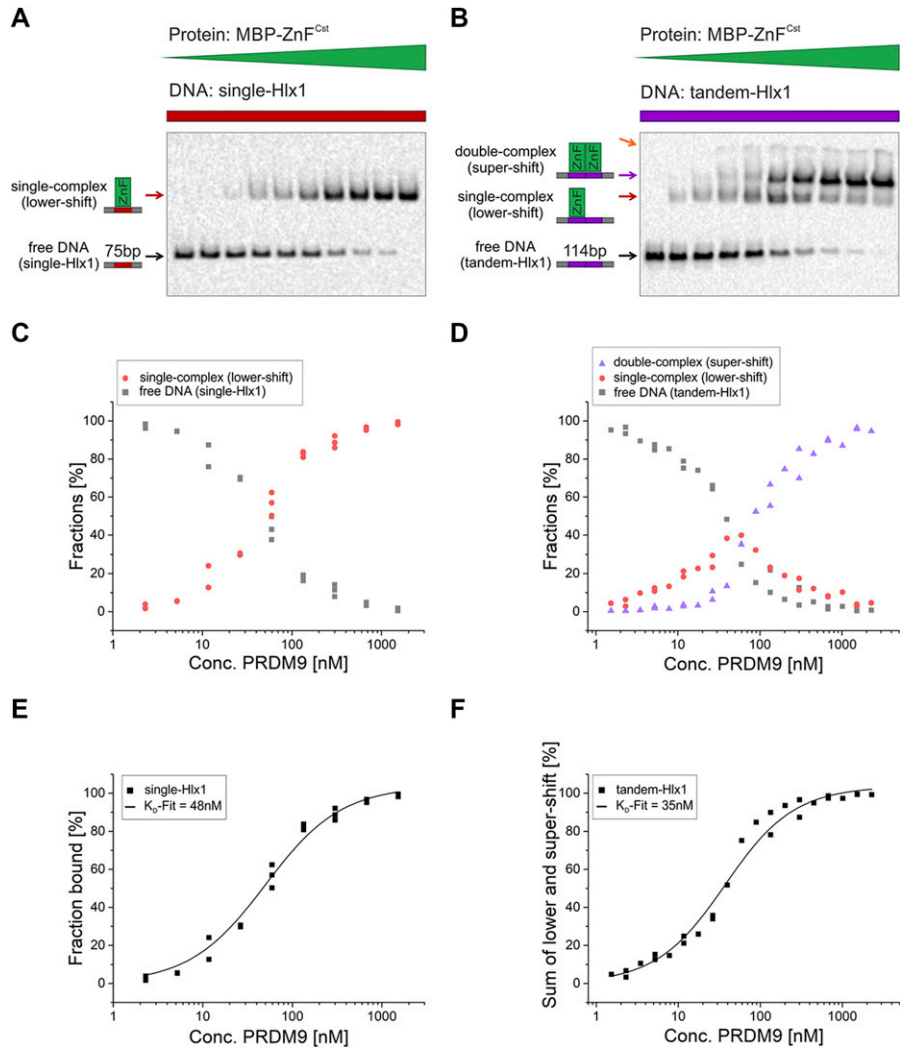 A
Protein: MBP-ZnF^Cst
DNA: single-Hlx1
single-complex
(lower-shift)
ZnF
free DNA
(single-Hlx1)
75bp
B
Protein: MBP-ZnF^Cst
DNA: tandem-Hlx1
double-complex
(super-shift)
ZnF ZnF
single-complex
(lower-shift)
ZnF
free DNA
(tandem-Hlx1)
114bp
C
single-complex (lower-shift)
free DNA (single-Hlx1)
Fractions [%]
100
80
60
40
20
0
1 10 100 1000
Conc. PRDM9 [nM]
D
double-complex (super-shift)
single-complex (lower-shift)
free DNA (tandem-Hlx1)
Fractions [%]
100
80
60
40
20
0
1 10 100 1000
Conc. PRDM9 [nM]
E
single-Hlx1
K_D-Fit = 48nM
Fraction bound [%]
100
80
60
40
20
0
1 10 100 1000
Conc. PRDM9 [nM]
F
tandem-Hlx1
K_D-Fit = 35nM
Sum of lower and super-shift [%]
100
80
60
40
20
0
1 10 100 1000
Conc. PRDM9 [nM]